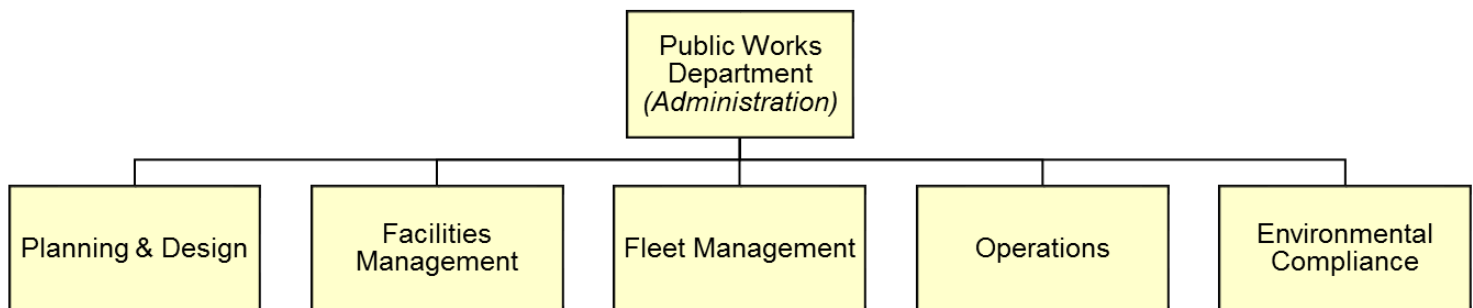 Public Works
Department
(Administration)
Planning & Design
Facilities
Management
Fleet Management
Operations
Environmental
Compliance